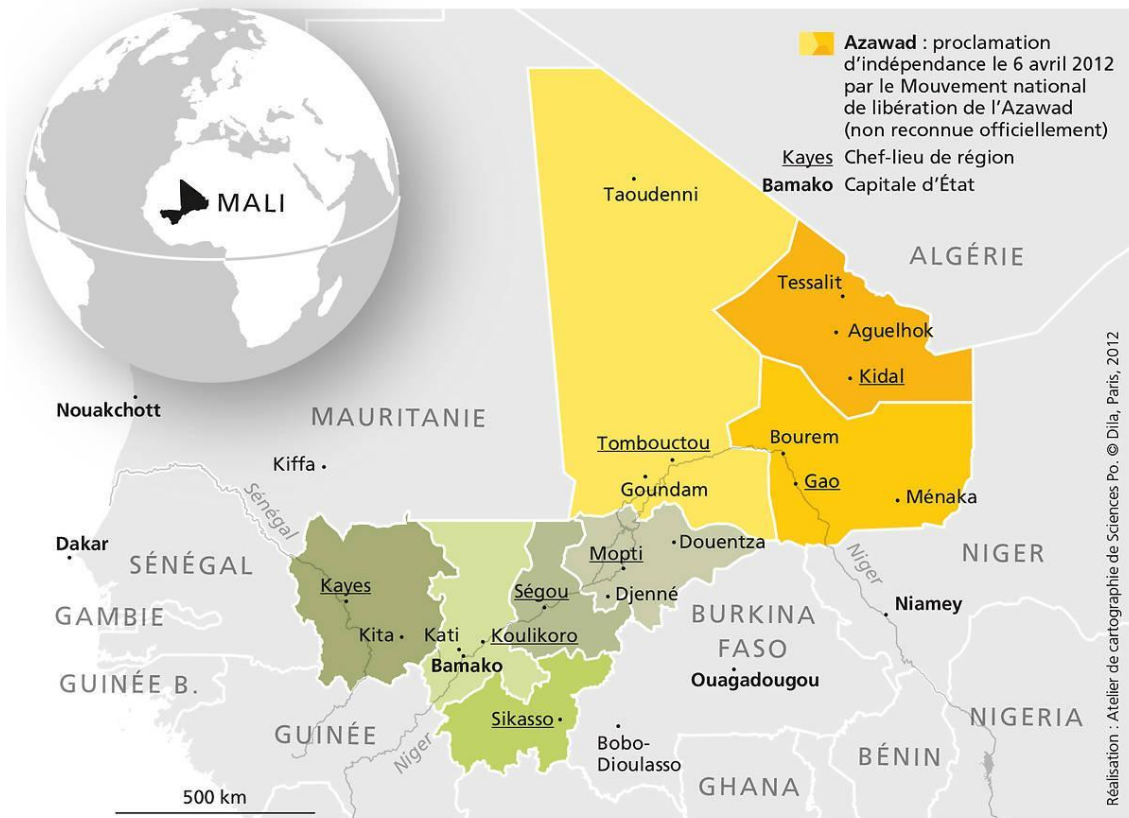 Azawad : proclamation
d’indépendance le 6 avril 2012
par le Mouvement national
de libération de l’Azawad
(non reconnue officiellement)
Kayes Chef-lieu de région
Bamako Capitale d’État
MALI
Taoudenni
ALGÉRIE
Tessalit
Aguelhok
Kidal
Nouakchott
MAURITANIE
Tombouctou
Bourem
Kiffa
Goundam
Gao
Ménaka
Sénégal
Dakar
SÉNÉGAL
Mopti
Douentza
Niger
NIGER
Kayes
Ségou
Djenné
GAMBIE
BURKINA
FASO
Niamey
Kita
Kati
Koulikoro
Bamako
GUINÉE B.
Ouagadougou
Sikasso
NIGERIA
GUINÉE
Niger
Bobo-
Dioulasso
BÉNIN
GHANA
500 km
Réalisation : Atelier de cartographie de Sciences Po. © Dila, Paris, 2012